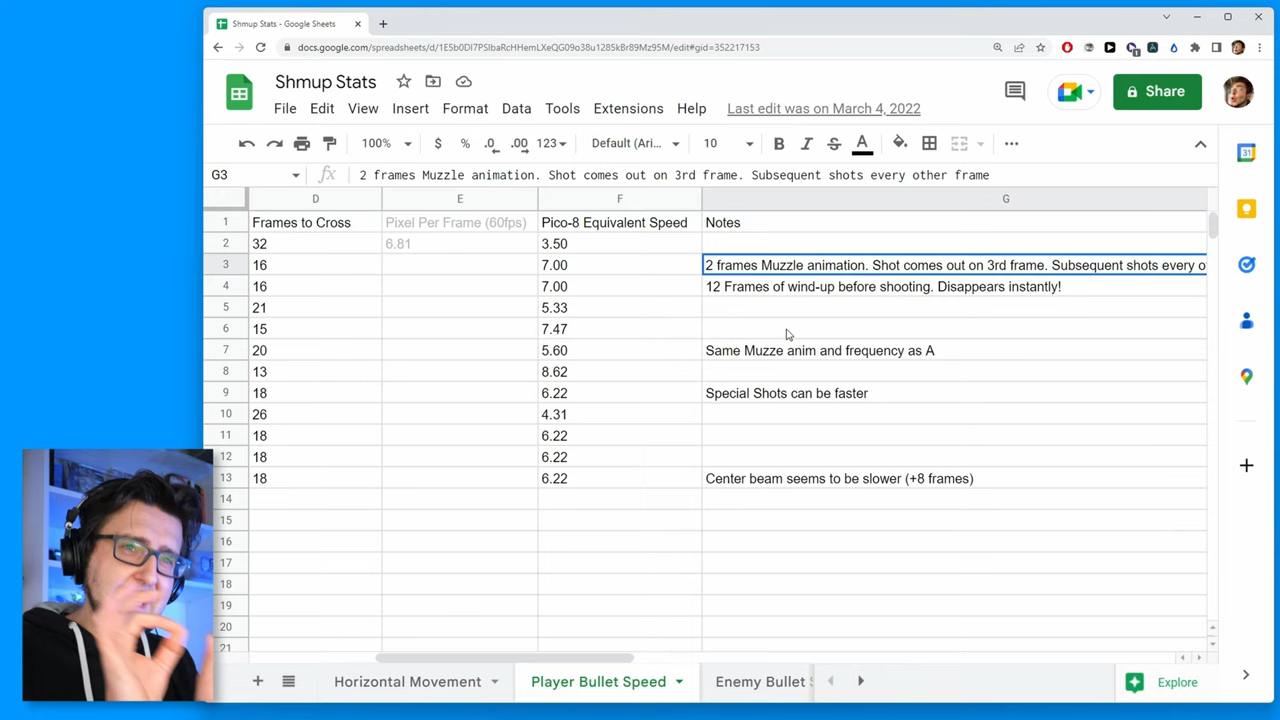 Shmup Stats - Google Sheets
docs.google.com/spreadsheets/d/1E5b0DI7PSIbaRcHHemLXeQG09o38u1285kBr89Mz95M/edit#gid=352217153
Shmup Stats
File Edit View Insert Format Data Tools Extensions Help Last edit was on March 4, 2022
Share
100% $ % .0 .00 123 Default (Ari... 10 B I S A
G3 fx 2 frames Muzzle animation. Shot comes out on 3rd frame. Subsequent shots every other frame
D E F G
1 Frames to Cross Pixel Per Frame (60fps) Pico-8 Equivalent Speed Notes
2 32 6.81 3.50
3 16 7.00 2 frames Muzzle animation. Shot comes out on 3rd frame. Subsequent shots every o
4 16 7.00 12 Frames of wind-up before shooting. Disappears instantly!
5 21 5.33
6 15 7.47
7 20 5.60 Same Muzze anim and frequency as A
8 13 8.62
9 18 6.22 Special Shots can be faster
10 26 4.31
11 18 6.22
12 18 6.22
13 18 6.22 Center beam seems to be slower (+8 frames)
14
15
16
17
18
19
20
21
Horizontal Movement Player Bullet Speed Enemy Bullet Explore